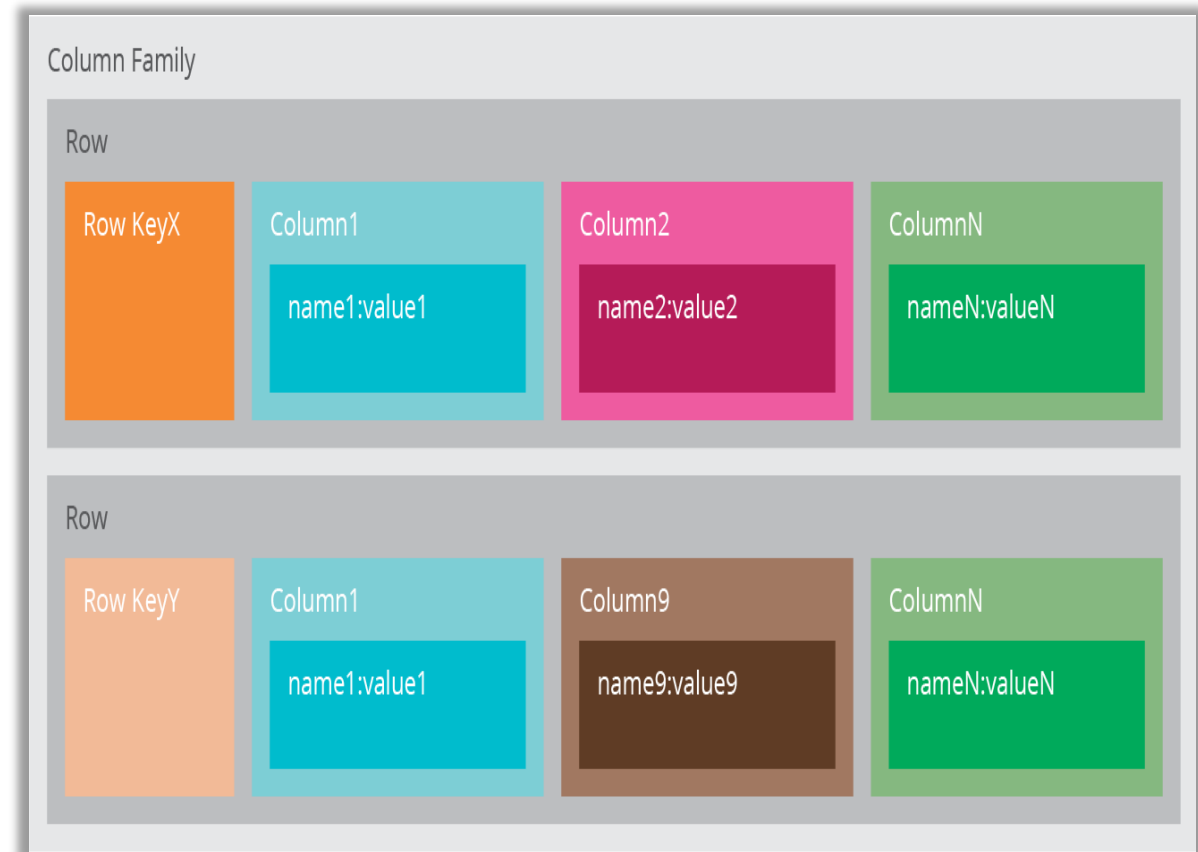 Column Family
Row
Row KeyX
Column1
Column2
ColumnN
name1:value1
name2:value2
nameN:valueN
Row
Row KeyY
Column1
Column9
ColumnN
name1:value1
name9:value9
nameN:valueN